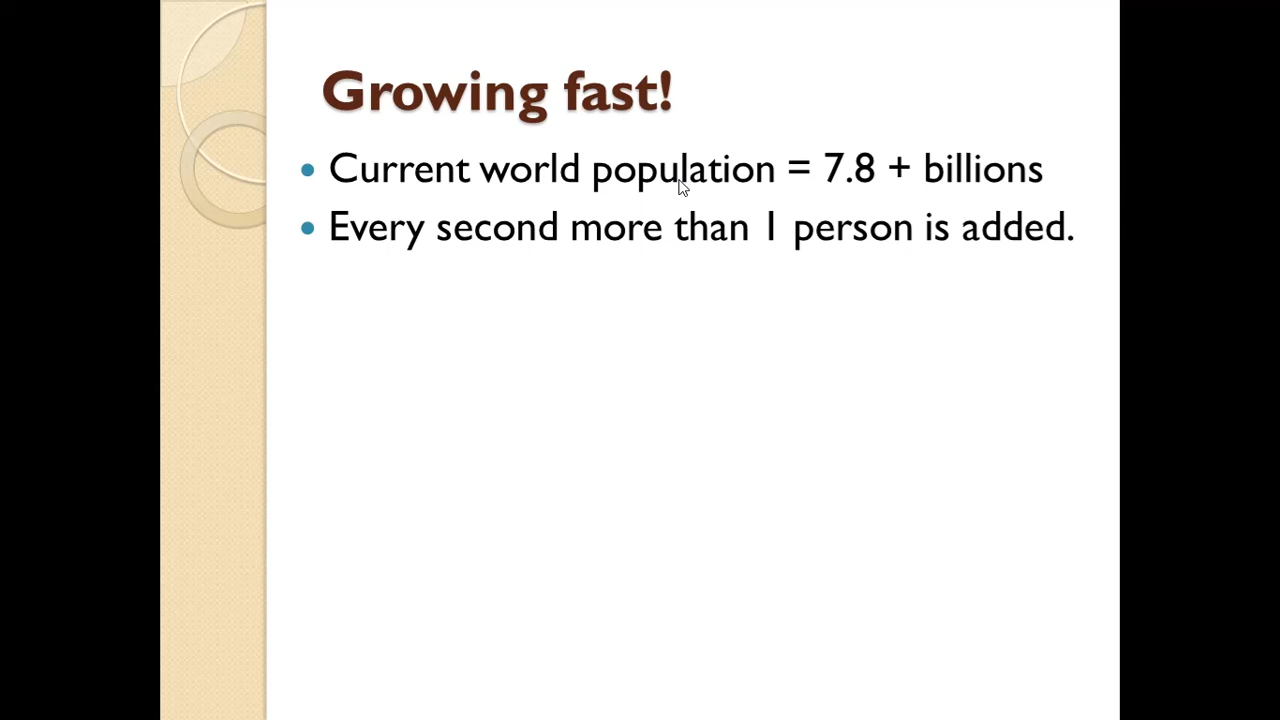 Growing fast!
Current world population = 7.8 + billions
Every second more than 1 person is added.